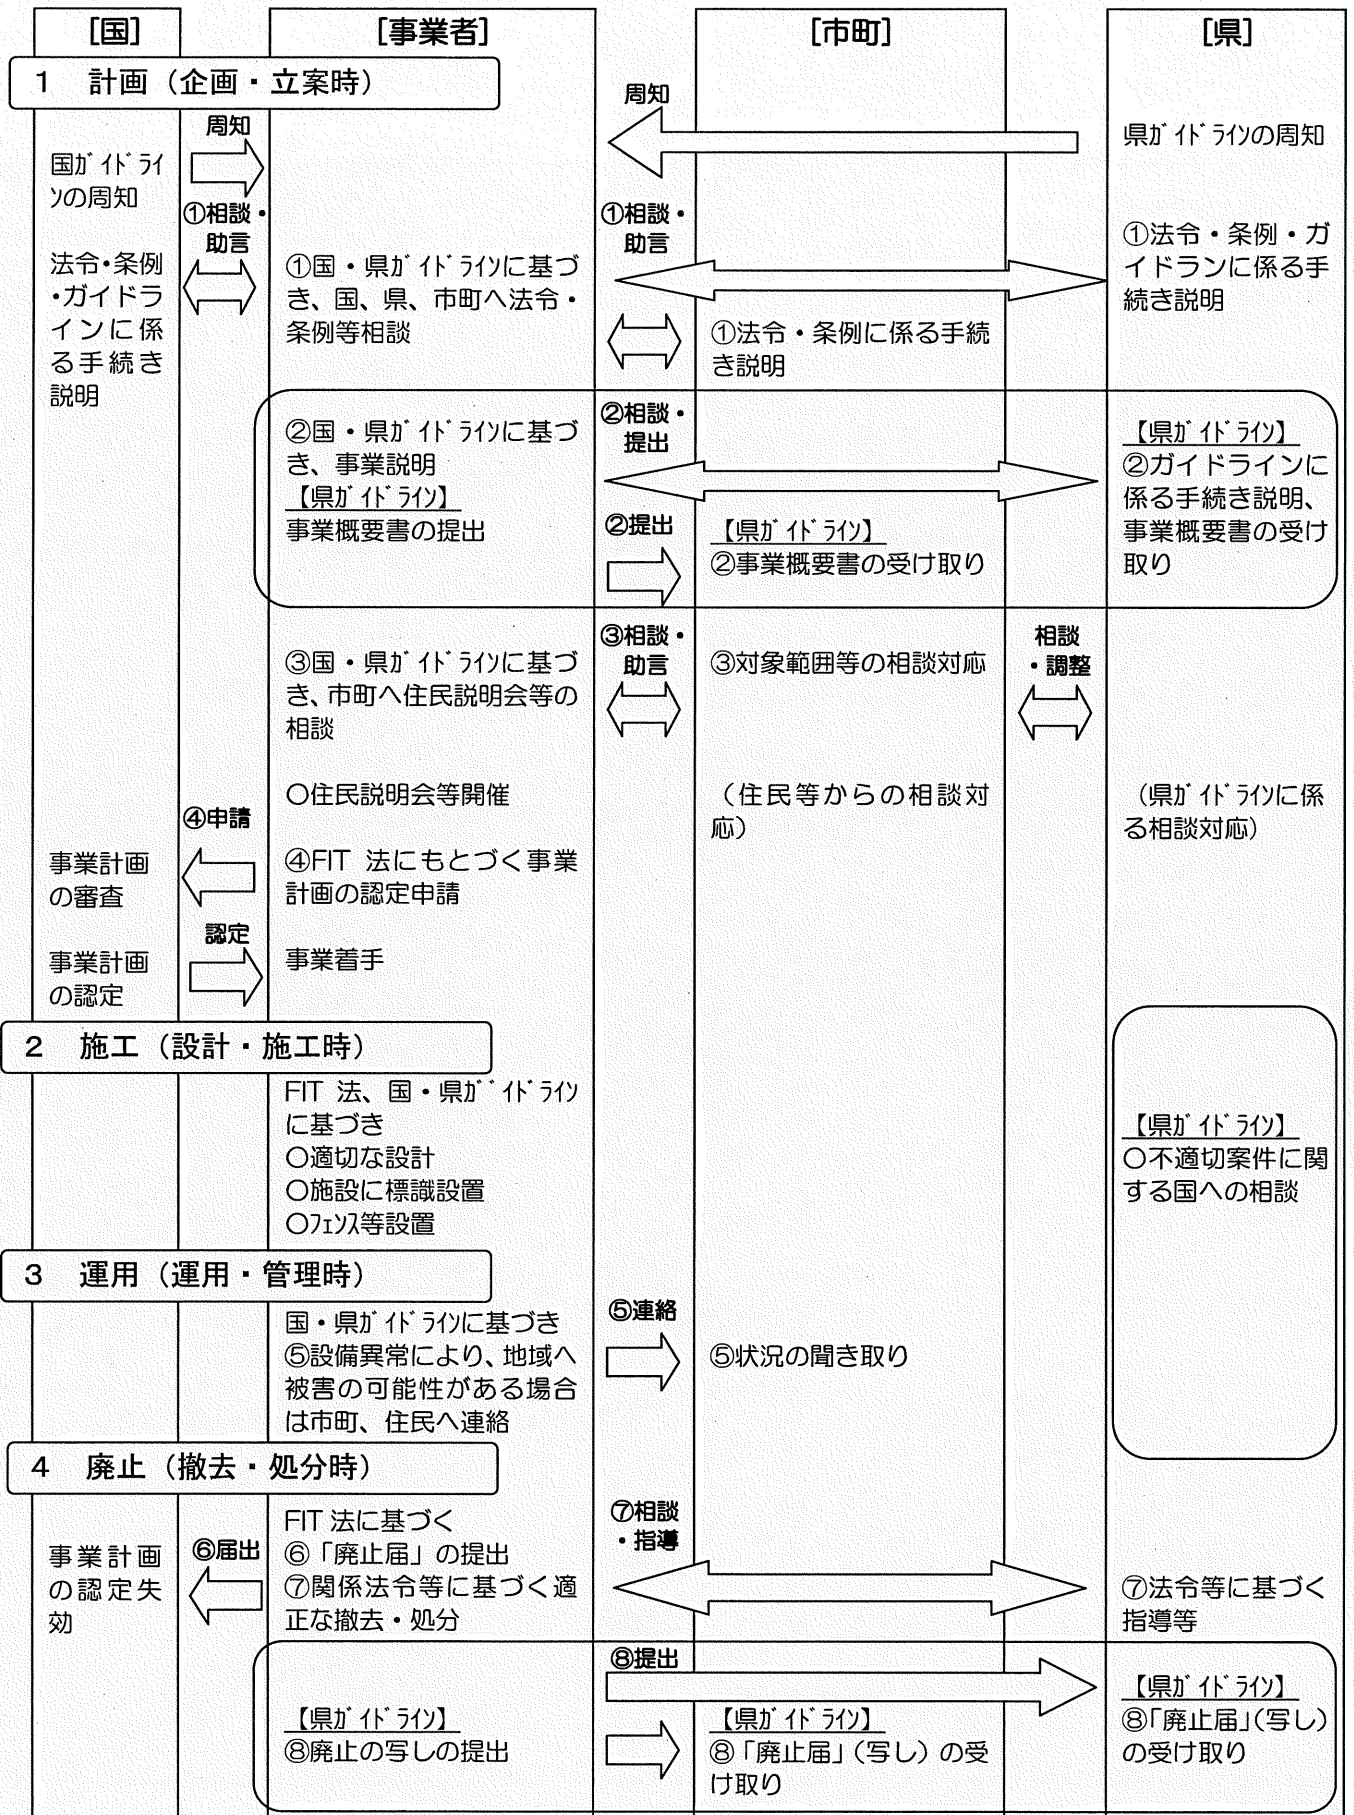 [国]
[事業者]
[市町]
[県]
1 計画（企画・立案時）
周知
国ｶﾞｲﾄﾞﾗｲ
ﾝの周知
周知
県ｶﾞｲﾄﾞﾗｲﾝの周知
①相談・
助言
法令・条例
・ガイドラ
インに係
る手続き
説明
①国・県ｶﾞｲﾄﾞﾗｲﾝに基づ
き、国、県、市町へ法令・
条例等相談
①相談・
助言
①法令・条例に係る手続
き説明
①法令・条例・ガ
イドランに係る手
続き説明
②国・県ｶﾞｲﾄﾞﾗｲﾝに基づ
き、事業説明
【県ｶﾞｲﾄﾞﾗｲﾝ】
事業概要書の提出
②相談・
提出
②提出
【県ｶﾞｲﾄﾞﾗｲﾝ】
②事業概要書の受け取り
【県ｶﾞｲﾄﾞﾗｲﾝ】
②ガイドラインに
係る手続き説明、
事業概要書の受け
取り
③国・県ｶﾞｲﾄﾞﾗｲﾝに基づ
き、市町へ住民説明会等の
相談
③相談・
助言
③対象範囲等の相談対応
相談
・調整
○住民説明会等開催
（住民等からの相談対
応）
（県ｶﾞｲﾄﾞﾗｲﾝに係
る相談対応）
④申請
事業計画
の審査
④FIT 法にもとづく事業
計画の認定申請
認定
事業計画
の認定
事業着手
2 施工（設計・施工時）
FIT 法、国・県ｶﾞﾞｲﾄﾞﾗｲﾝ
に基づき
○適切な設計
○施設に標識設置
○ﾌｪﾝｽ等設置
【県ｶﾞｲﾄﾞﾗｲﾝ】
○不適切案件に関
する国への相談
3 運用（運用・管理時）
国・県ｶﾞｲﾄﾞﾗｲﾝに基づき
⑤設備異常により、地域へ
被害の可能性がある場合
は市町、住民へ連絡
⑤連絡
⑤状況の聞き取り
4 廃止（撤去・処分時）
事業計画
の認定失
効
⑥届出
FIT 法に基づく
⑥「廃止届」の提出
⑦関係法令等に基づく適
正な撤去・処分
⑦相談
・指導
⑦法令等に基づく
指導等
⑧提出
【県ｶﾞｲﾄﾞﾗｲﾝ】
⑧廃止の写しの提出
【県ｶﾞｲﾄﾞﾗｲﾝ】
⑧「廃止届」（写し）の受
け取り
【県ｶﾞｲﾄﾞﾗｲﾝ】
⑧「廃止届」（写し）
の受け取り